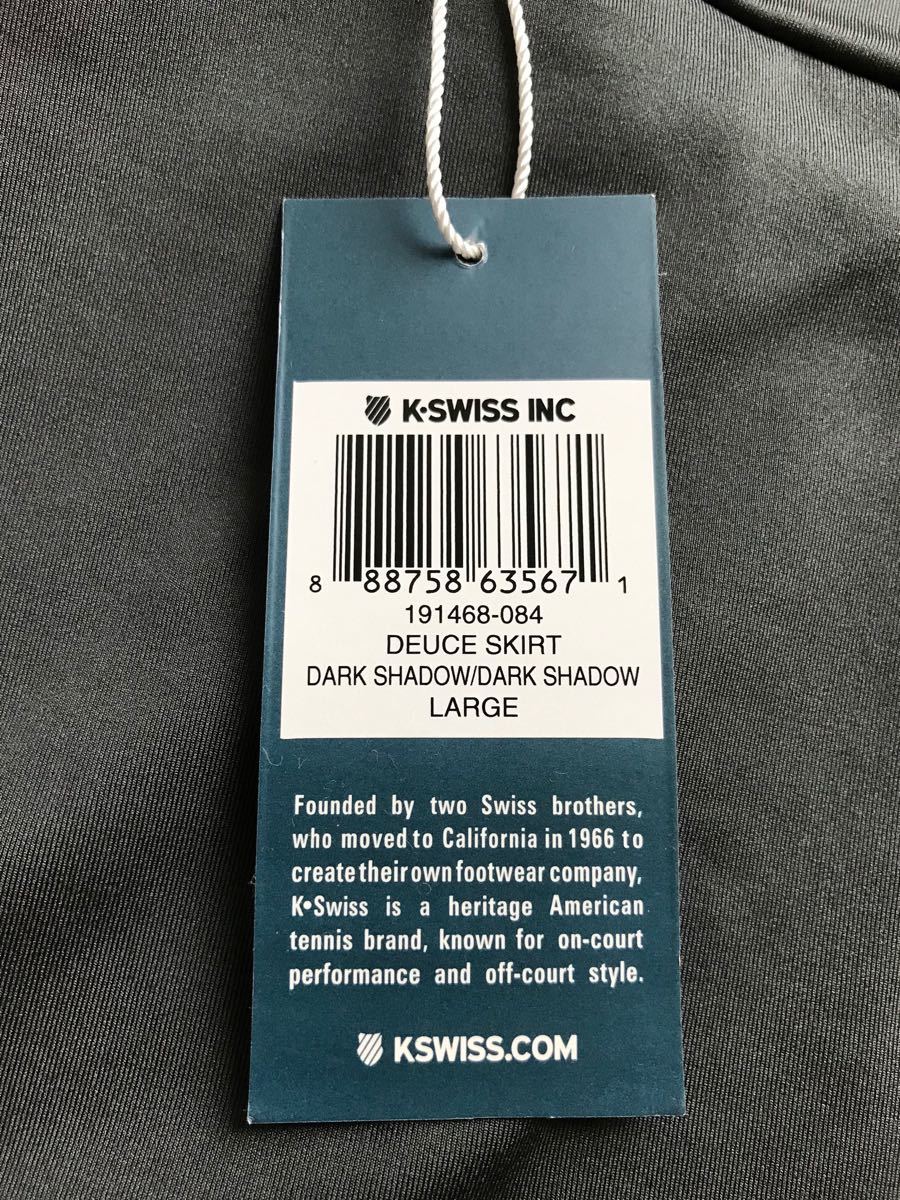 K•SWISS INC
8 88758 63567 1
191468-084
DEUCE SKIRT
DARK SHADOW/DARK SHADOW
LARGE
Founded by two Swiss brothers,
who moved to California in 1966 to
create their own footwear company,
K•Swiss is a heritage American
tennis brand, known for on-court
performance and off-court style.
KSWISS.COM